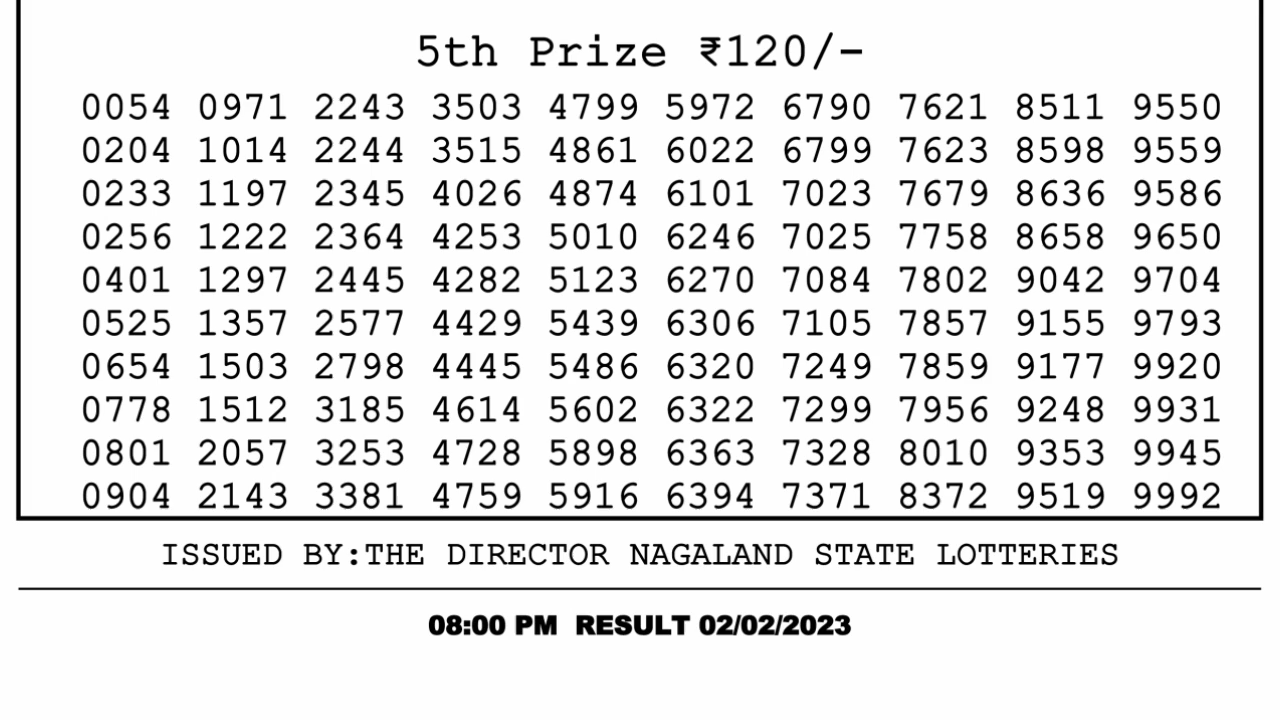 5th Prize ₹120/-
0054 0971 2243 3503 4799 5972 6790 7621 8511 9550
0204 1014 2244 3515 4861 6022 6799 7623 8598 9559
0233 1197 2345 4026 4874 6101 7023 7679 8636 9586
0256 1222 2364 4253 5010 6246 7025 7758 8658 9650
0401 1297 2445 4282 5123 6270 7084 7802 9042 9704
0525 1357 2577 4429 5439 6306 7105 7857 9155 9793
0654 1503 2798 4445 5486 6320 7249 7859 9177 9920
0778 1512 3185 4614 5602 6322 7299 7956 9248 9931
0801 2057 3253 4728 5898 6363 7328 8010 9353 9945
0904 2143 3381 4759 5916 6394 7371 8372 9519 9992
ISSUED BY:THE DIRECTOR NAGALAND STATE LOTTERIES
08:00 PM RESULT 02/02/2023